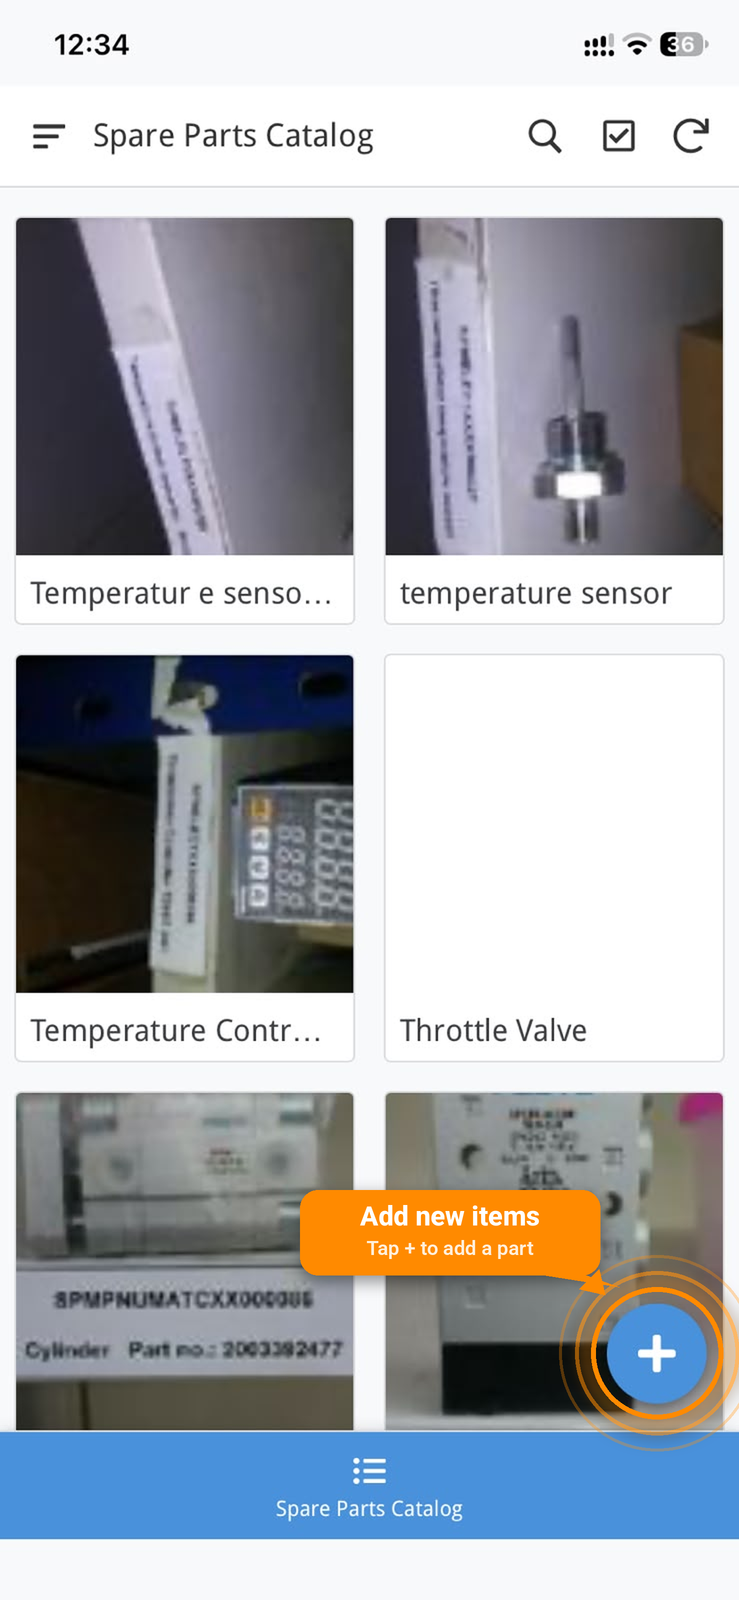 12:34
36
Spare Parts Catalog
Temperatur e senso...
temperature sensor
Temperature Contr...
Throttle Valve
Add new items
Tap + to add a part
SPMPNUMATCXX000086
Cylinder Part no.: 2003392477
Spare Parts Catalog